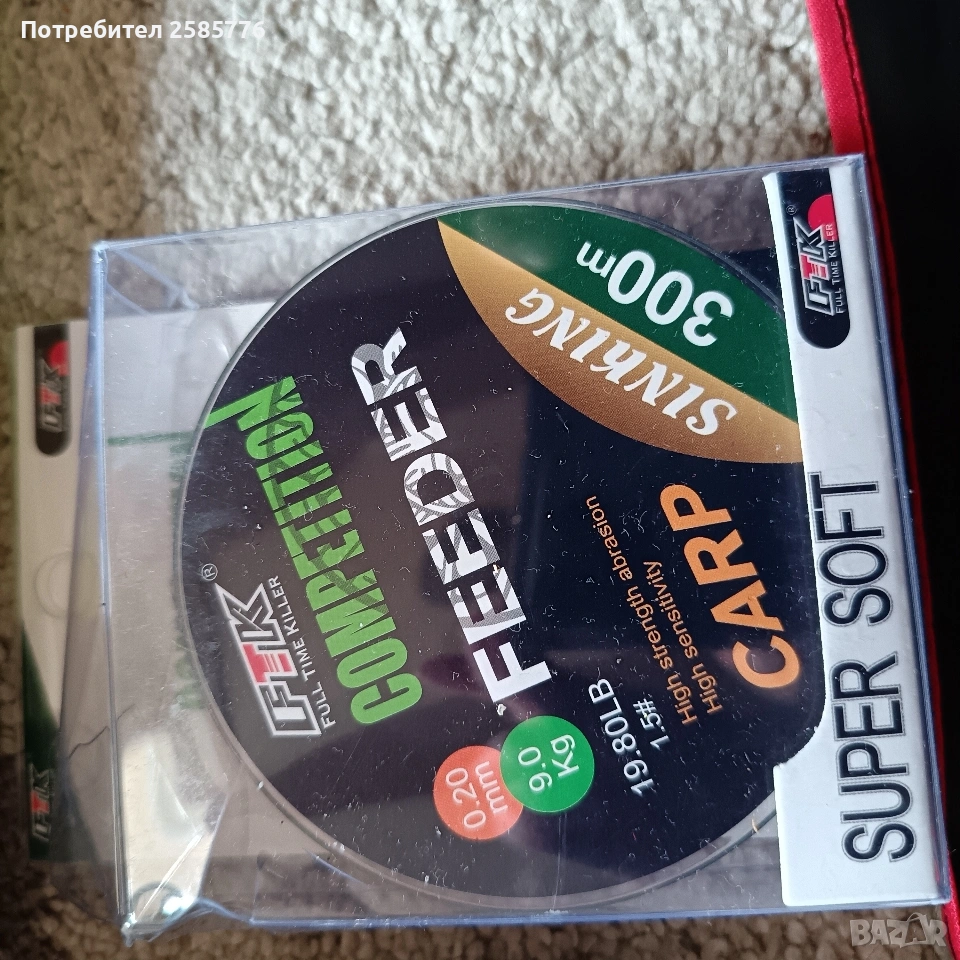 Потребител 2585776
FTK®
FULL TIME KILLER
COMPETITION
FEEDER
SINKING
300m
0.20
mm
9.0
Kg
19.80LB
1.5#
High strength abrasion
High sensitivity
CARP
FTK®
FULL TIME KILLER
SUPER SOFT
FTK
FTK
BAZAR